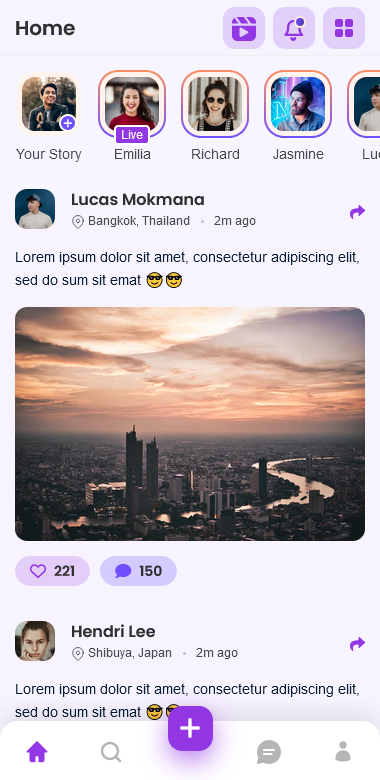 Home
Live
Your Story
Emilia
Richard
Jasmine
Luc
Lucas Mokmana
Bangkok, Thailand
2m ago
Lorem ipsum dolor sit amet, consectetur adipiscing elit,
sed do sum sit emat 😎😎
221
150
Hendri Lee
Shibuya, Japan
2m ago
Lorem ipsum dolor sit amet, consectetur adipiscing elit,
sed do sum sit emat 😎😎